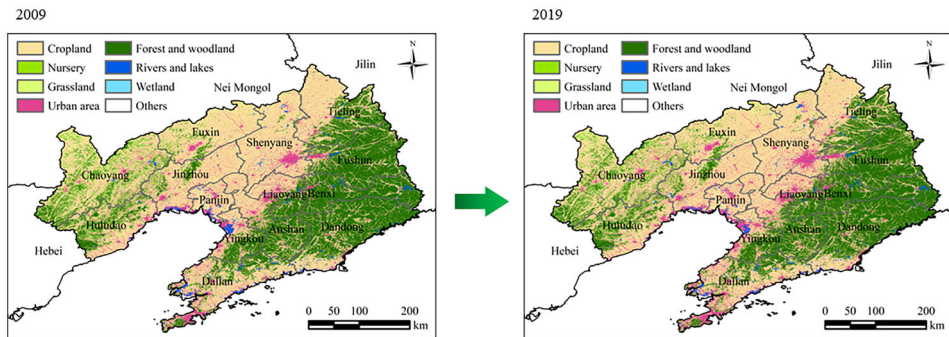 2009
Cropland
Forest and woodland
Nursery
Rivers and lakes
Grassland
Wetland
Urban area
Others
N
Jilin
Nei Mongol
Tieling
Fuxin
Shenyang
Fushun
Chaoyang
Jinzhou
Liaoyang
Benxi
Panjin
Huludao
Anshan
Dandong
Yingkou
Hebei
Dalian
0 50 100 200
km
2019
Cropland
Forest and woodland
Nursery
Rivers and lakes
Grassland
Wetland
Urban area
Others
N
Jilin
Nei Mongol
Tieling
Fuxin
Shenyang
Fushun
Chaoyang
Jinzhou
Liaoyang
Benxi
Panjin
Huludao
Anshan
Dandong
Yingkou
Hebei
Dalian
0 50 100 200
km